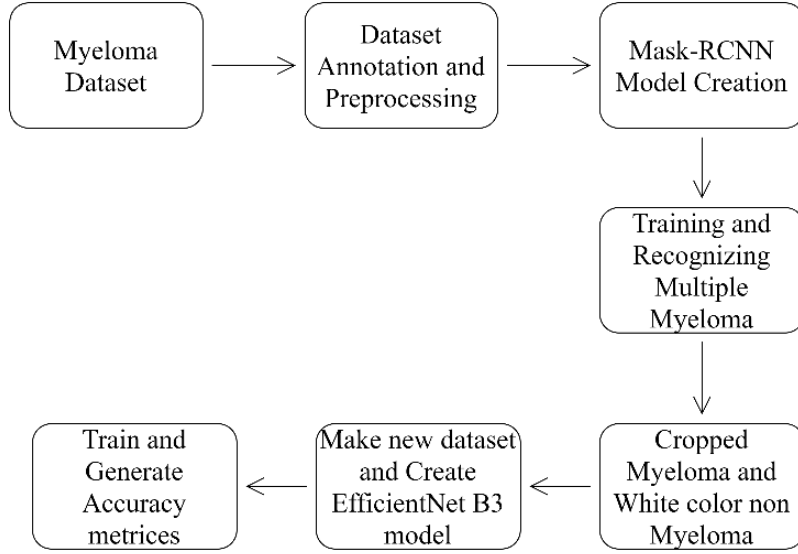 Myeloma
Dataset
Dataset
Annotation and
Preprocessing
Mask-RCNN
Model Creation
Training and
Recognizing
Multiple
Myeloma
Cropped
Myeloma and
White color non
Myeloma
Make new dataset
and Create
EfficientNet B3
model
Train and
Generate
Accuracy
metrices